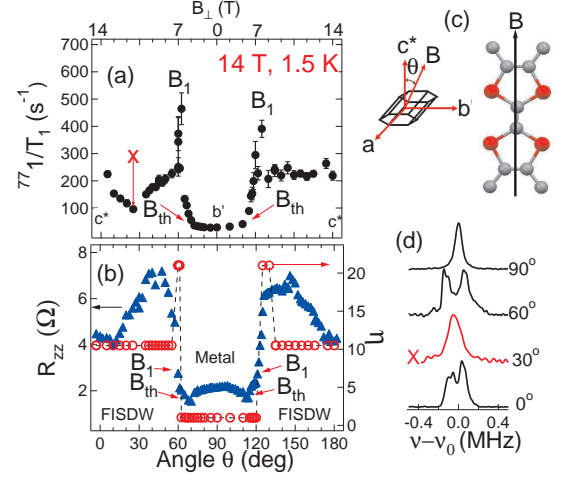 B⊥ (T)
14 7 0 7 14
700
600
500
400
300
200
100
77 1/T1 (s-1)
(a)
14 T, 1.5 K
B1
B1
X
Bth
Bth
c*
b'
c*
(b)
8
6
4
2
Rzz (Ω)
20
15
10
5
0
n
Metal
B1
B1
Bth
Bth
FISDW
FISDW
0 30 60 90 120 150 180
Angle θ (deg)
(c)
c*
B
θ
b'
a
B
(d)
90°
60°
X
30°
0°
-0.4 0.0 0.4
ν−ν0 (MHz)